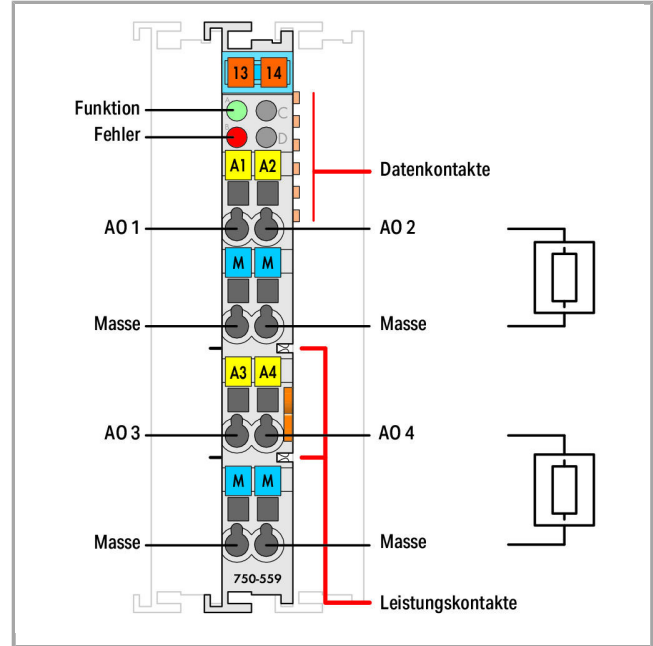 13 14
A C
Funktion
B D
Fehler
A1 A2
Datenkontakte
AO 1
AO 2
M M
Masse
Masse
A3 A4
AO 3
AO 4
M M
Masse
Masse
750-559
Leistungskontakte